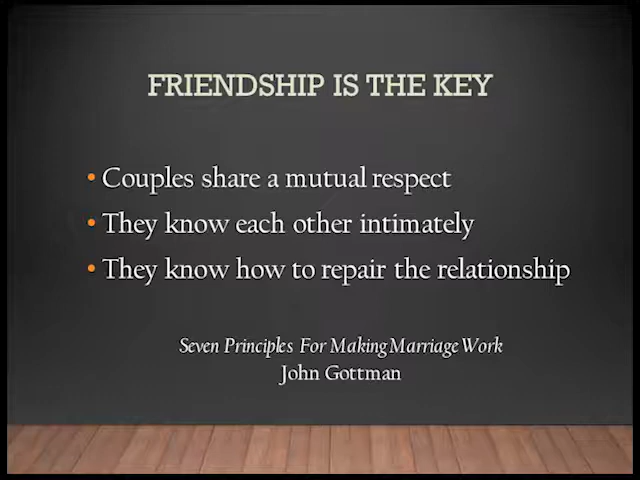 FRIENDSHIP IS THE KEY
• Couples share a mutual respect
• They know each other intimately
• They know how to repair the relationship
Seven Principles For Making Marriage Work
John Gottman